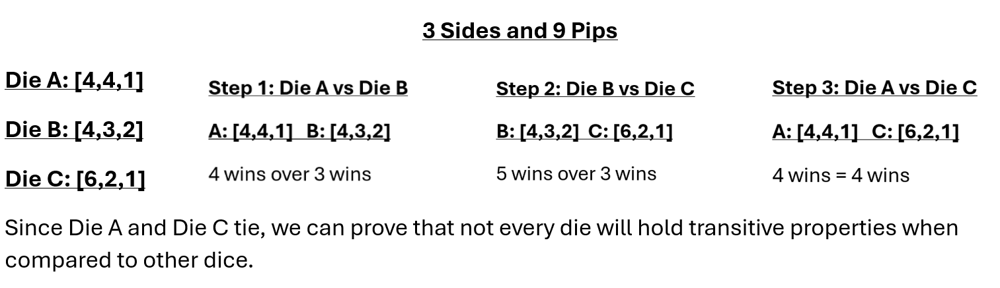 3 Sides and 9 Pips
Die A: [4,4,1]
Die B: [4,3,2]
Die C: [6,2,1]
Step 1: Die A vs Die B
A: [4,4,1] B: [4,3,2]
4 wins over 3 wins
Step 2: Die B vs Die C
B: [4,3,2] C: [6,2,1]
5 wins over 3 wins
Step 3: Die A vs Die C
A: [4,4,1] C: [6,2,1]
4 wins = 4 wins
Since Die A and Die C tie, we can prove that not every die will hold transitive properties when
compared to other dice.